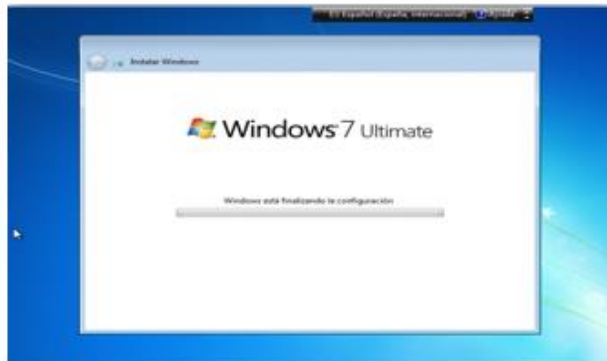 ES Español (España, internacional) Ayuda
Instalar Windows
Windows 7 Ultimate
Windows está finalizando la configuración